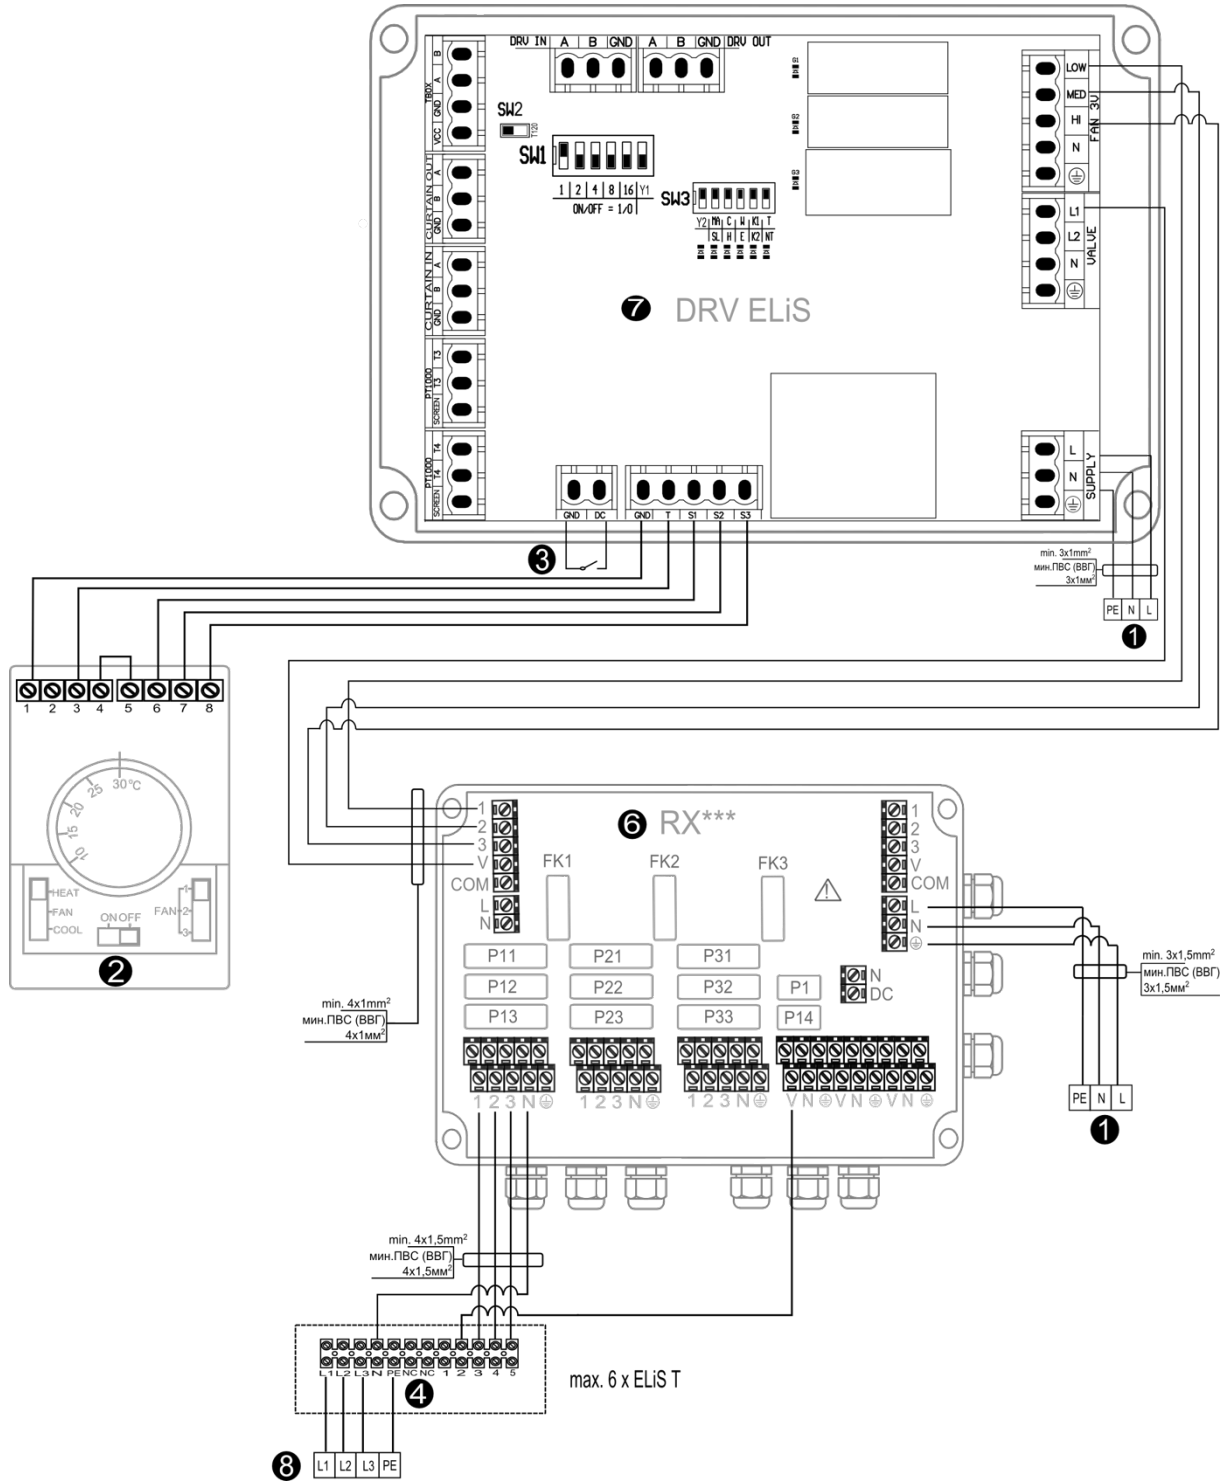 DRV IN A B GND A B GND DRV OUT
B
A
GND
VCC
TBOX
A
B
GND
CURTAIN OUT
A
B
GND
CURTAIN IN
T3
T3
SCREEN
PT1000
T4
T4
SCREEN
PT1000
SW2
T120
SW1
1 2 4 8 16 Y1
ON/OFF = 1/0
SW3
Y2 MA C W K1 T
SL H E K2 NT
S1
S2
S3
LOW
MED
HI
N
FAN 3V
L1
L2
N
VALVE
L
N
SUPPLY
7 DRV ELiS
GND DC
GND T S1 S2 S3
3
min. 3x1mm²
мин.ПВС (ВВГ)
3x1мм²
PE N L
1
1 2 3 4 5 6 7 8
10 15 20 25 30°C
HEAT
FAN
COOL
ON OFF
FAN
1
2
3
2
6 RX***
1
2
3
V
COM
L
N
FK1 FK2 FK3
1
2
3
V
COM
L
N
N
DC
P11 P21 P31
P12 P22 P32 P1
P13 P23 P33 P14
1 2 3 N
1 2 3 N
1 2 3 N
V N V N V N
min. 4x1mm²
мин.ПВС (ВВГ)
4x1мм²
min. 3x1,5mm²
мин.ПВС (ВВГ)
3x1,5мм²
PE N L
1
min. 4x1,5mm²
мин.ПВС (ВВГ)
4x1,5мм²
L1 L2 L3 N PE NC NC 1 2 3 4 5
4
max. 6 x ELiS T
8 L1 L2 L3 PE